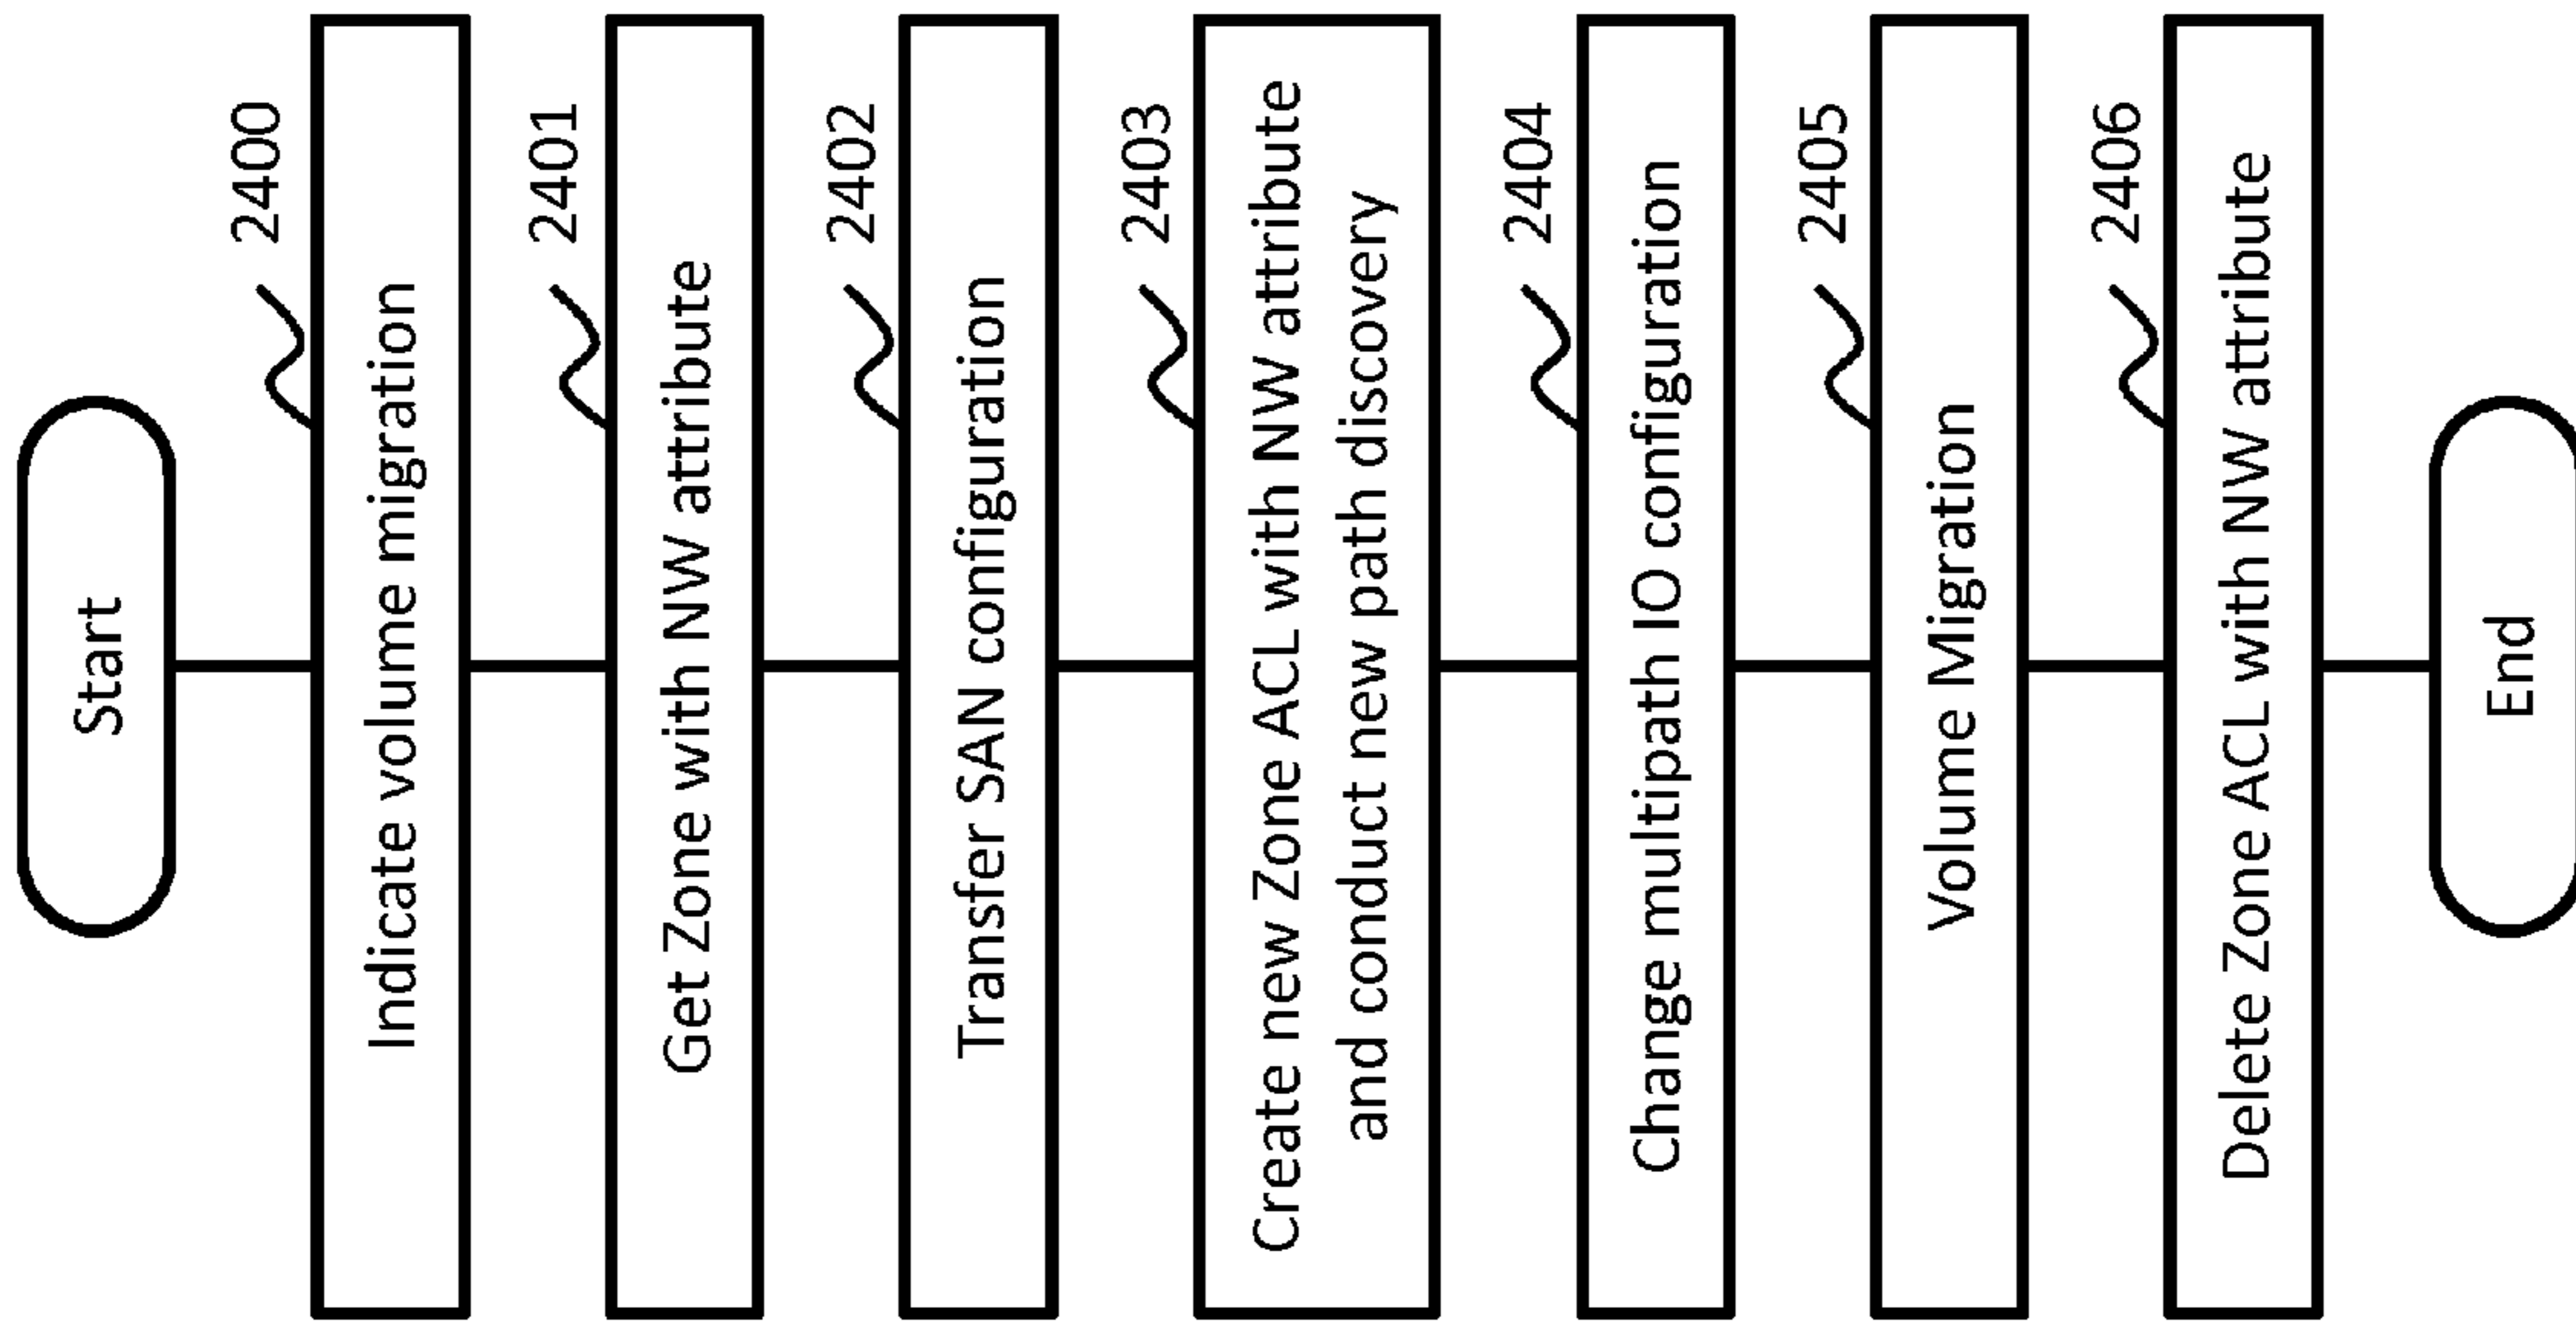 Start
2400
Indicate volume migration
2401
Get Zone with NW attribute
2402
Transfer SAN configuration
2403
Create new Zone ACL with NW attribute
and conduct new path discovery
2404
Change multipath IO configuration
2405
Volume Migration
2406
Delete Zone ACL with NW attribute
End